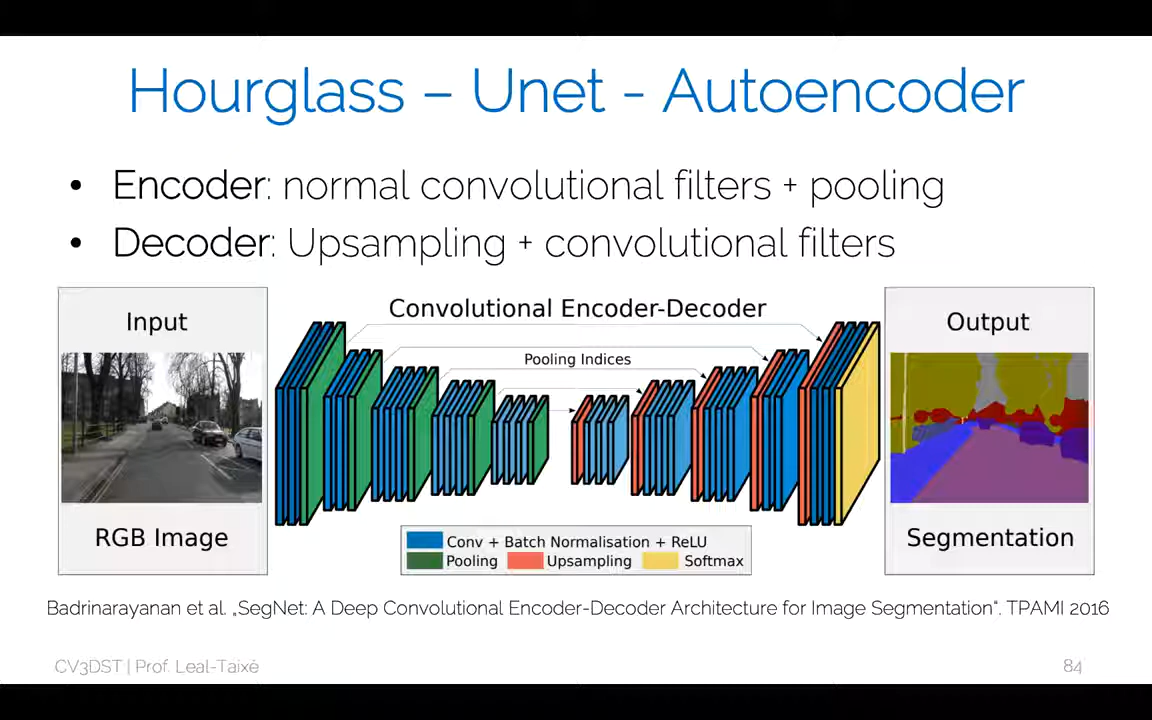 Hourglass – Unet - Autoencoder
• Encoder: normal convolutional filters + pooling
• Decoder: Upsampling + convolutional filters
Input
Convolutional Encoder-Decoder
Output
Pooling Indices
RGB Image
Segmentation
Conv + Batch Normalisation + ReLU
Pooling Upsampling Softmax
Badrinarayanan et al. „SegNet: A Deep Convolutional Encoder-Decoder Architecture for Image Segmentation“. TPAMI 2016
CV3DST | Prof. Leal-Taixé
84